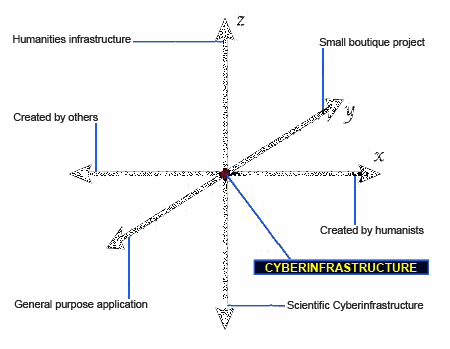 z
Humanities infrastructure
Small boutique project
y
Created by others
x
Created by humanists
CYBERINFRASTRUCTURE
General purpose application
Scientific Cyberinfrastructure